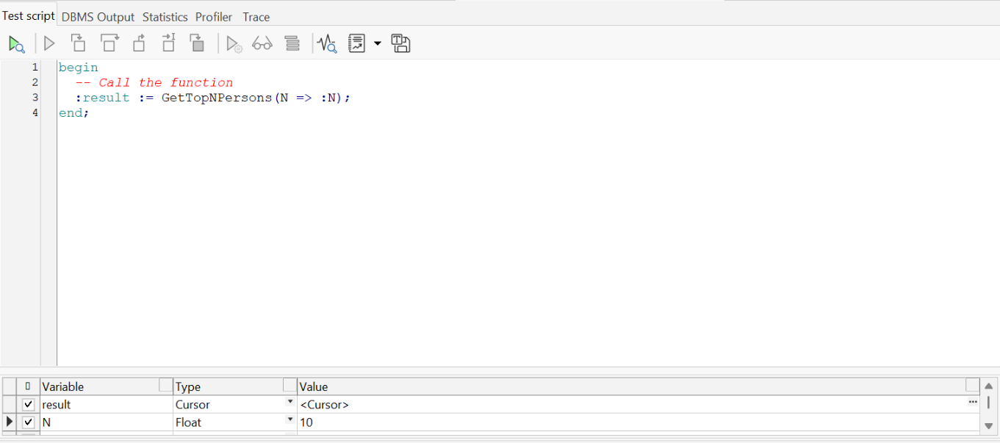 Test script DBMS Output Statistics Profiler Trace
1 begin
2 -- Call the function
3 :result := GetTopNPersons(N => :N);
4 end;
Variable Type Value
result Cursor <Cursor> ...
N Float 10